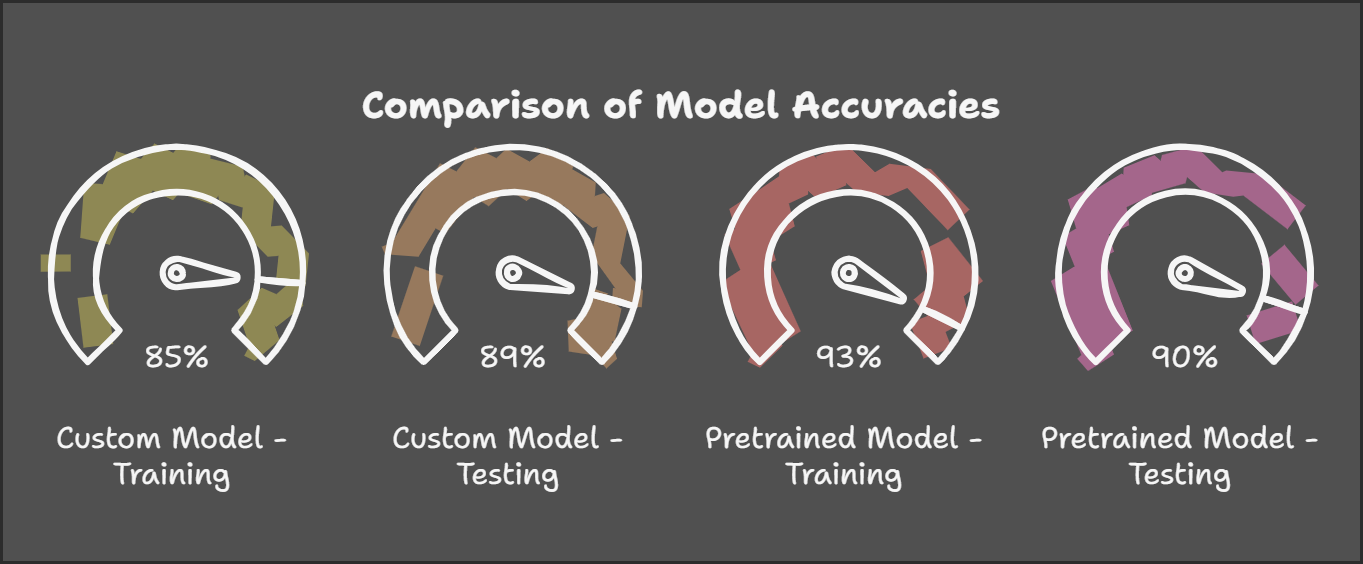 Comparison of Model Accuracies
85%
89%
93%
90%
Custom Model -
Training
Custom Model -
Testing
Pretrained Model -
Training
Pretrained Model -
Testing